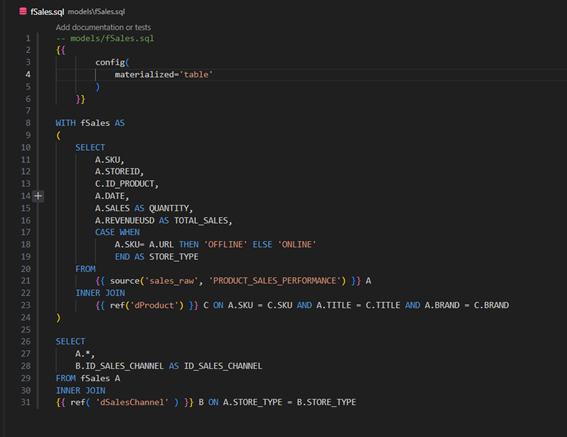 fSales.sql models\fSales.sql
Add documentation or tests
1 -- models/fSales.sql
2 {{
3 config(
4 materialized='table'
5 )
6 }}
7
8 WITH fSales AS
9 (
10 SELECT
11 A.SKU,
12 A.STOREID,
13 C.ID_PRODUCT,
14 A.DATE,
15 A.SALES AS QUANTITY,
16 A.REVENUEUSD AS TOTAL_SALES,
17 CASE WHEN
18 A.SKU= A.URL THEN 'OFFLINE' ELSE 'ONLINE'
19 END AS STORE_TYPE
20 FROM
21 {{ source('sales_raw', 'PRODUCT_SALES_PERFORMANCE') }} A
22 INNER JOIN
23 {{ ref('dProduct') }} C ON A.SKU = C.SKU AND A.TITLE = C.TITLE AND A.BRAND = C.BRAND
24 )
25
26 SELECT
27 A.*,
28 B.ID_SALES_CHANNEL AS ID_SALES_CHANNEL
29 FROM fSales A
30 INNER JOIN
31 {{ ref( 'dSalesChannel' ) }} B ON A.STORE_TYPE = B.STORE_TYPE